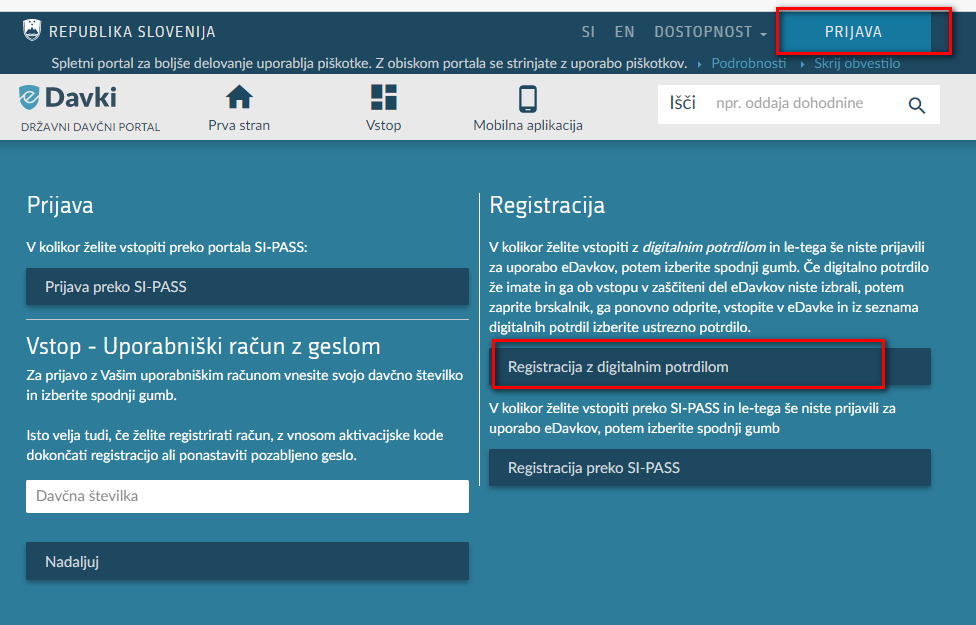 REPUBLIKA SLOVENIJA
SI EN DOSTOPNOST PRIJAVA
Spletni portal za boljše delovanje uporablja piškotke. Z obiskom portala se strinjate z uporabo piškotkov. Podrobnosti Skrij obvestilo
eDavki
DRŽAVNI DAVČNI PORTAL
Prva stran
Vstop
Mobilna aplikacija
Išči npr. oddaja dohodnine
Prijava
V kolikor želite vstopiti preko portala SI-PASS:
Prijava preko SI-PASS
Vstop - Uporabniški račun z geslom
Za prijavo z Vašim uporabniškim računom vnesite svojo davčno številko
in izberite spodnji gumb.
Isto velja tudi, če želite registrirati račun, z vnosom aktivacijske kode
dokončati registracijo ali ponastaviti pozabljeno geslo.
Davčna številka
Nadaljuj
Registracija
V kolikor želite vstopiti z digitalnim potrdilom in le-tega še niste prijavili
za uporabo eDavkov, potem izberite spodnji gumb. Če digitalno potrdilo
že imate in ga ob vstopu v zaščiteni del eDavkov niste izbrali, potem
zaprite brskalnik, ga ponovno odprite, vstopite v eDavke in iz seznama
digitalnih potrdil izberite ustrezno potrdilo.
Registracija z digitalnim potrdilom
V kolikor želite vstopiti preko SI-PASS in le-tega še niste prijavili za
uporabo eDavkov, potem izberite spodnji gumb
Registracija preko SI-PASS